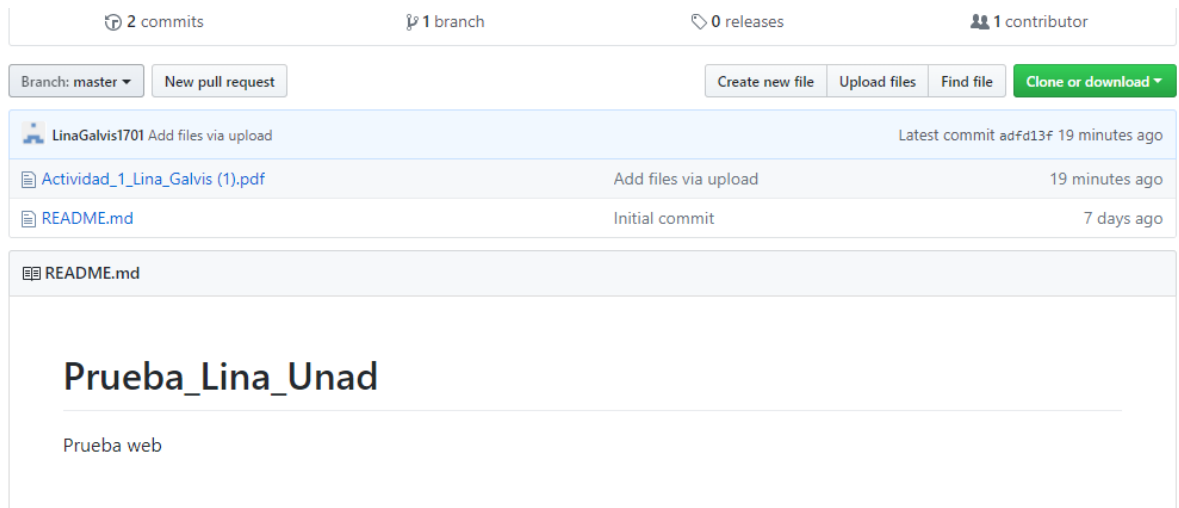 2 commits 1 branch 0 releases 1 contributor
Branch: master New pull request Create new file Upload files Find file Clone or download
LinaGalvis1701 Add files via upload Latest commit adfd13f 19 minutes ago
Actividad_1_Lina_Galvis (1).pdf Add files via upload 19 minutes ago
README.md Initial commit 7 days ago
README.md
Prueba_Lina_Unad
Prueba web